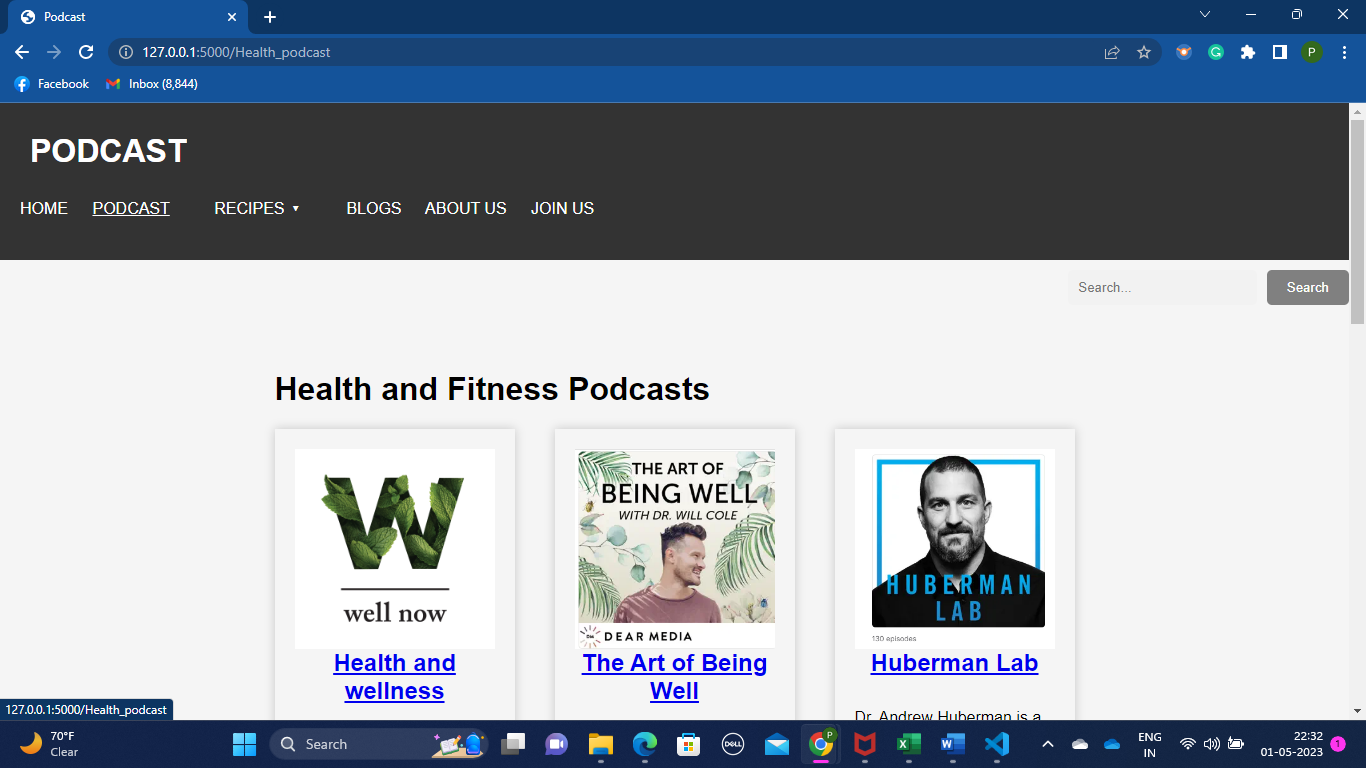 Podcast
127.0.0.1:5000/Health_podcast
P
Facebook
Inbox (8,844)
PODCAST
HOME PODCAST RECIPES ▼ BLOGS ABOUT US JOIN US
Search...
Search
Health and Fitness Podcasts
W
well now
Health and
wellness
THE ART OF
BEING WELL
WITH DR. WILL COLE
DEAR MEDIA
The Art of Being
Well
HUBERMAN
LAB
130 episodes
Huberman Lab
Dr. Andrew Huberman is a
127.0.0.1:5000/Health_podcast
70°F
Clear
Search
DELL
P
ENG
IN
22:32
01-05-2023
1